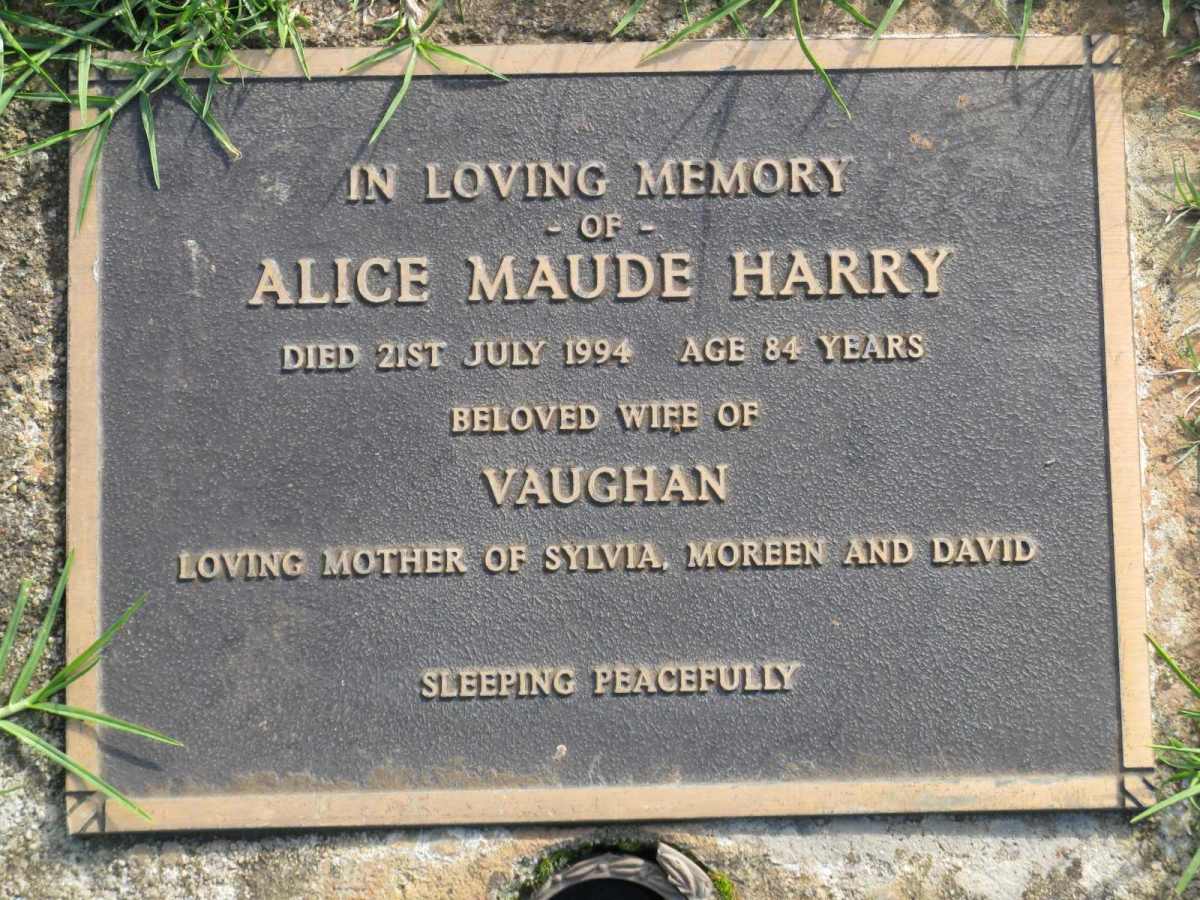 IN LOVING MEMORY
- OF -
ALICE MAUDE HARRY
DIED 21ST JULY 1994 AGE 84 YEARS
BELOVED WIFE OF
VAUGHAN
LOVING MOTHER OF SYLVIA, MOREEN AND DAVID
SLEEPING PEACEFULLY